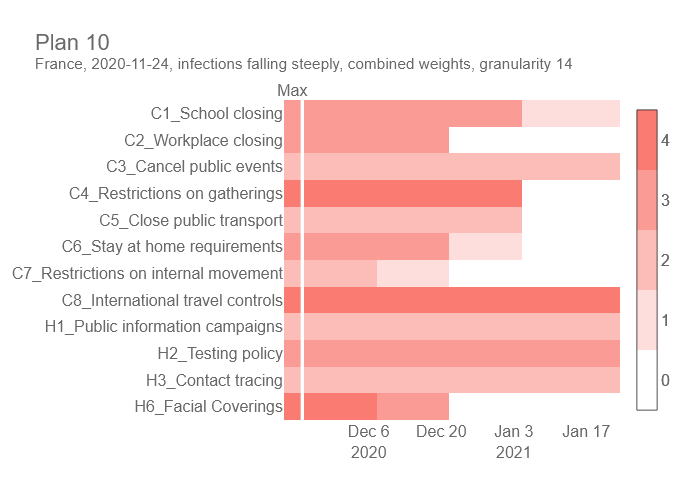 Plan 10
France, 2020-11-24, infections falling steeply, combined weights, granularity 14
Max
C1_School closing
C2_Workplace closing
C3_Cancel public events
C4_Restrictions on gatherings
C5_Close public transport
C6_Stay at home requirements
C7_Restrictions on internal movement
C8_International travel controls
H1_Public information campaigns
H2_Testing policy
H3_Contact tracing
H6_Facial Coverings
Dec 6 Dec 20 Jan 3 Jan 17
2020 2021
4
3
2
1
0